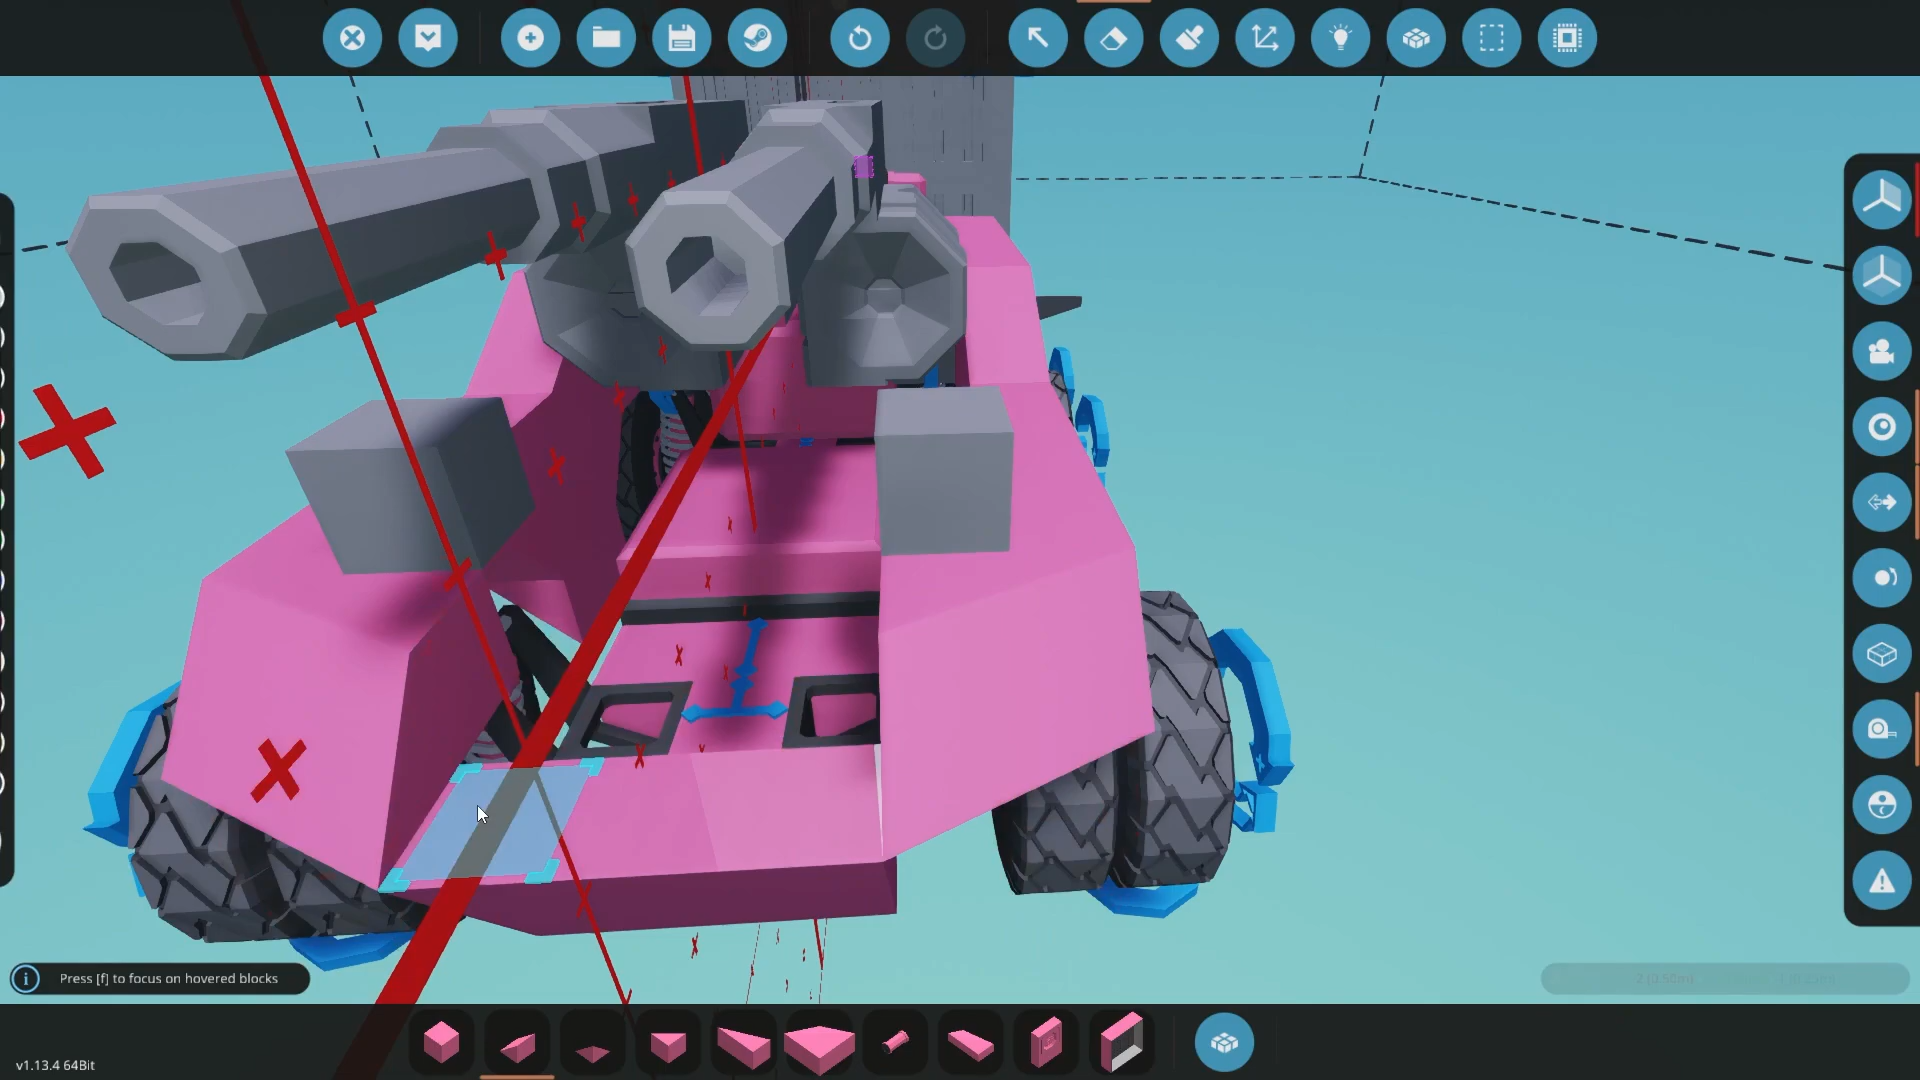 Press [f] to focus on hovered blocks
v1.13.4 64Bit